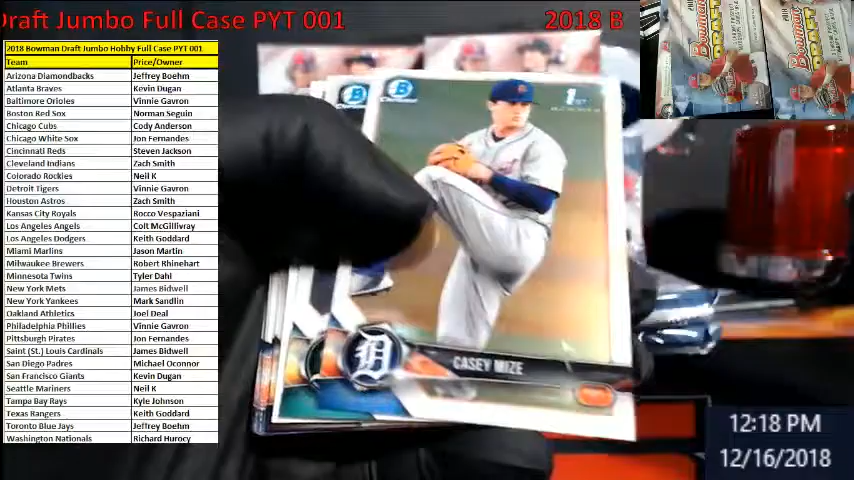 Draft Jumbo Full Case PYT 001 2018 B
2018 Bowman Draft Jumbo Hobby Full Case PYT 001
Team Price/Owner
Arizona Diamondbacks Jeffrey Boehm
Atlanta Braves Kevin Dugan
Baltimore Orioles Vinnie Gavron
Boston Red Sox Norman Seguin
Chicago Cubs Cody Anderson
Chicago White Sox Jon Fernandes
Cincinnati Reds Steven Jackson
Cleveland Indians Zach Smith
Colorado Rockies Neil K
Detroit Tigers Vinnie Gavron
Houston Astros Zach Smith
Kansas City Royals Rocco Vespaziani
Los Angeles Angels Colt McGillivray
Los Angeles Dodgers Keith Goddard
Miami Marlins Jason Martin
Milwaukee Brewers Robert Rhinehart
Minnesota Twins Tyler Dahl
New York Mets James Bidwell
New York Yankees Mark Sandlin
Oakland Athletics Joel Deal
Philadelphia Phillies Vinnie Gavron
Pittsburgh Pirates Jon Fernandes
Saint (St.) Louis Cardinals James Bidwell
San Diego Padres Michael Oconnor
San Francisco Giants Kevin Dugan
Seattle Mariners Neil K
Tampa Bay Rays Kyle Johnson
Texas Rangers Keith Goddard
Toronto Blue Jays Jeffrey Boehm
Washington Nationals Richard Hurocy
B B 1st
D
CASEY MIZE
Bowman DRAFT
Bowman DRAFT
12:18 PM
12/16/2018